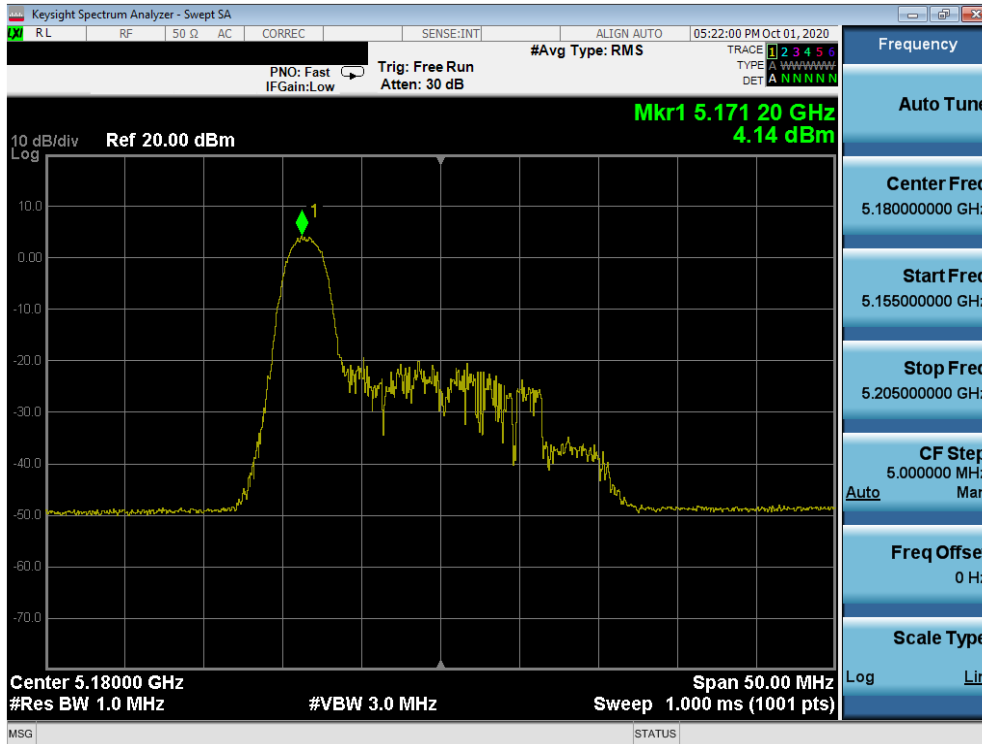 Keysight Spectrum Analyzer - Swept SA
LXI RL RF 50 Ω AC CORREC SENSE:INT ALIGN AUTO 05:22:00 PM Oct 01, 2020
PNO: Fast
IFGain:Low
Trig: Free Run
Atten: 30 dB
#Avg Type: RMS
TRACE 1 2 3 4 5 6
TYPE A WWWWW
DET A N N N N N
Mkr1 5.171 20 GHz
4.14 dBm
10 dB/div
Log
Ref 20.00 dBm
1
10.0
0.00
-10.0
-20.0
-30.0
-40.0
-50.0
-60.0
-70.0
Center 5.18000 GHz
#Res BW 1.0 MHz
#VBW 3.0 MHz
Span 50.00 MHz
Sweep 1.000 ms (1001 pts)
MSG
STATUS
Frequency
Auto Tune
Center Freq
5.180000000 GHz
Start Freq
5.155000000 GHz
Stop Freq
5.205000000 GHz
CF Step
5.000000 MHz
Auto Man
Freq Offset
0 Hz
Scale Type
Log Lin